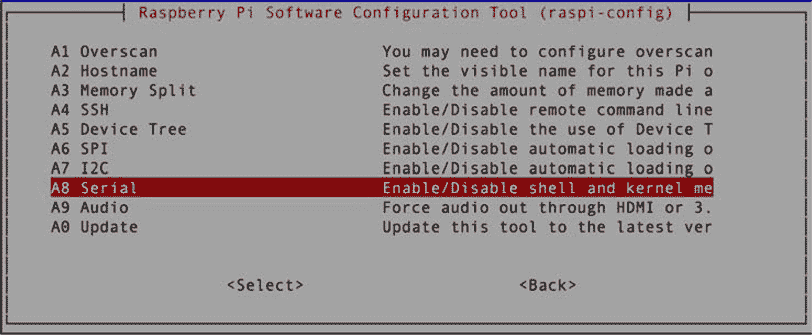 Raspberry Pi Software Configuration Tool (raspi-config)
A1 Overscan You may need to configure overscan
A2 Hostname Set the visible name for this Pi o
A3 Memory Split Change the amount of memory made a
A4 SSH Enable/Disable remote command line
A5 Device Tree Enable/Disable the use of Device T
A6 SPI Enable/Disable automatic loading o
A7 I2C Enable/Disable automatic loading o
A8 Serial Enable/Disable shell and kernel me
A9 Audio Force audio out through HDMI or 3.
A0 Update Update this tool to the latest ver
<Select> <Back>